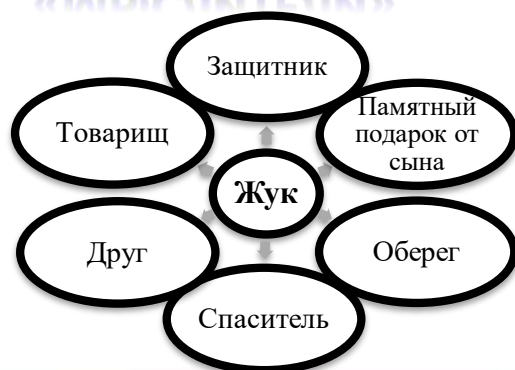 Защитник
Памятный
подарок от
сына
Товарищ
Жук
Друг
Оберег
Спаситель